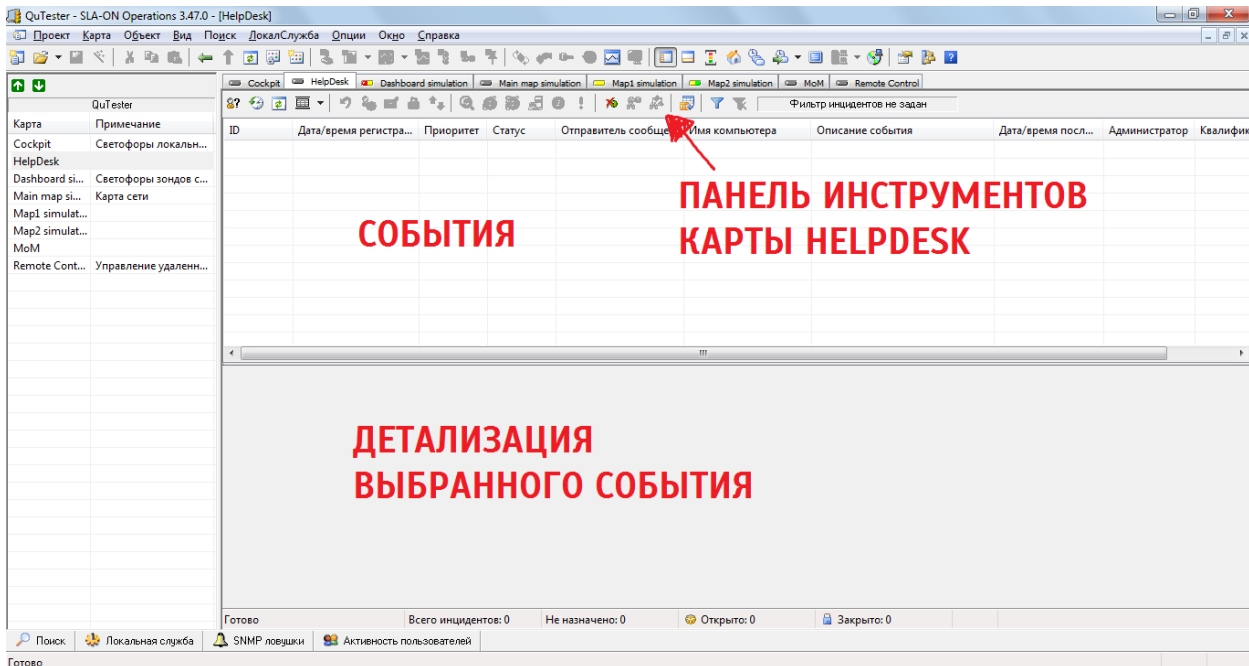 QuTester - SLA-ON Operations 3.47.0 - [HelpDesk]
Проект Карта Объект Вид Поиск ЛокалСлужба Опции Окно Справка
Cockpit HelpDesk Dashboard simulation Main map simulation Map1 simulation Map2 simulation MoM Remote Control
QuTester
Фильтр инцидентов не задан
Карта Примечание
ID Дата/время регистра... Приоритет Статус Отправитель сообще... Имя компьютера Описание события Дата/время посл... Администратор Квалифик
Cockpit Светофоры локальн...
HelpDesk
Dashboard si... Светофоры зондов с...
Main map si... Карта сети
Map1 simulat...
Map2 simulat...
MoM
Remote Cont... Управление удаленн...
СОБЫТИЯ
ПАНЕЛЬ ИНСТРУМЕНТОВ
КАРТЫ HELPDESK
ДЕТАЛИЗАЦИЯ
ВЫБРАННОГО СОБЫТИЯ
Готово Всего инцидентов: 0 Не назначено: 0 Открыто: 0 Закрыто: 0
Поиск Локальная служба SNMP ловушки Активность пользователей
Готово